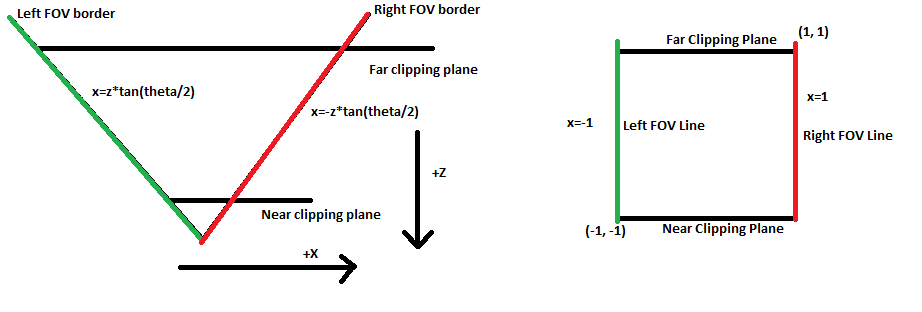 Left FOV border
Right FOV border
Far clipping plane
x=z*tan(theta/2)
x=-z*tan(theta/2)
+Z
Near clipping plane
+X
Far Clipping Plane
(1, 1)
x=1
x=-1
Left FOV Line
Right FOV Line
(-1, -1)
Near Clipping Plane